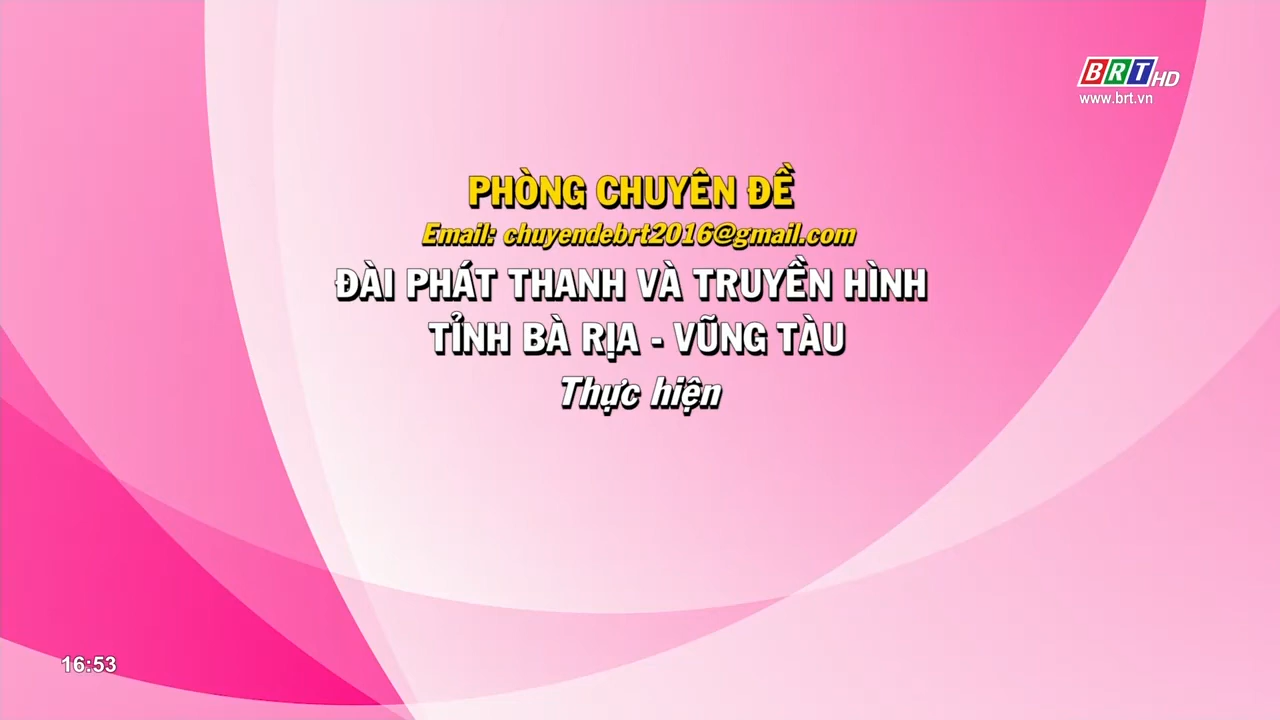 BRT HD
www.brt.vn
PHÒNG CHUYÊN ĐỀ
Email: chuyendebrt2016@gmail.com
ĐÀI PHÁT THANH VÀ TRUYỀN HÌNH
TỈNH BÀ RỊA - VŨNG TÀU
Thực hiện
16:53